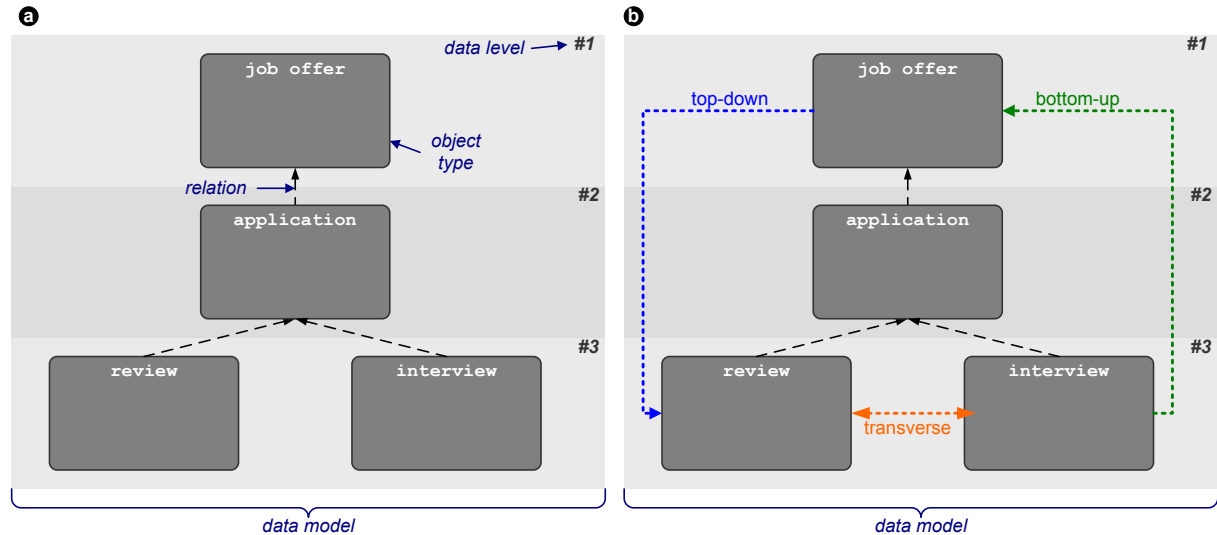 a
data level
#1
job offer
object
type
relation
#2
application
#3
review
interview
data model
b
#1
job offer
top-down
bottom-up
#2
application
#3
review
interview
transverse
data model